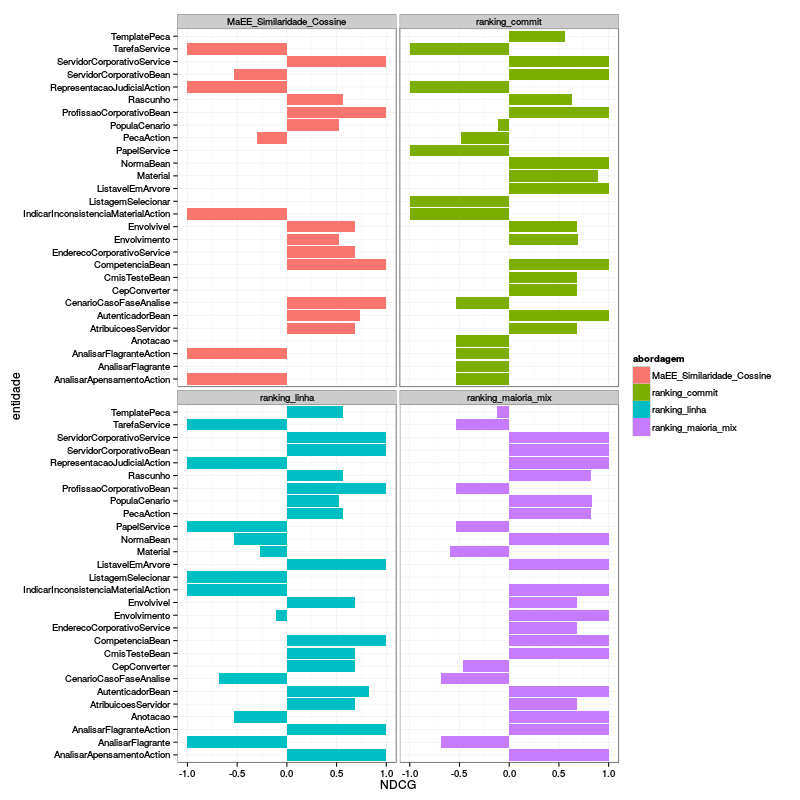 MaEE_Similaridade_Cossine
ranking_commit
TemplatePeca
TarefaService
ServidorCorporativoService
ServidorCorporativoBean
RepresentacaoJudicialAction
Rascunho
ProfissaoCorporativoBean
PopulaCenario
PecaAction
PapelService
NormaBean
Material
ListavelEmArvore
ListagemSelecionar
IndicarInconsistenciaMaterialAction
Envolvivel
Envolvimento
EnderecoCorporativoService
CompetenciaBean
CmisTesteBean
CepConverter
CenarioCasoFaseAnalise
AutenticadorBean
AtribuicoesServidor
Anotacao
AnalisarFlagranteAction
AnalisarFlagrante
AnalisarApensamentoAction
ranking_linha
ranking_maioria_mix
TemplatePeca
TarefaService
ServidorCorporativoService
ServidorCorporativoBean
RepresentacaoJudicialAction
Rascunho
ProfissaoCorporativoBean
PopulaCenario
PecaAction
PapelService
NormaBean
Material
ListavelEmArvore
ListagemSelecionar
IndicarInconsistenciaMaterialAction
Envolvivel
Envolvimento
EnderecoCorporativoService
CompetenciaBean
CmisTesteBean
CepConverter
CenarioCasoFaseAnalise
AutenticadorBean
AtribuicoesServidor
Anotacao
AnalisarFlagranteAction
AnalisarFlagrante
AnalisarApensamentoAction
-1.0 -0.5 0.0 0.5 1.0
-1.0 -0.5 0.0 0.5 1.0
NDCG
entidade
abordagem
MaEE_Similaridade_Cossine
ranking_commit
ranking_linha
ranking_maioria_mix